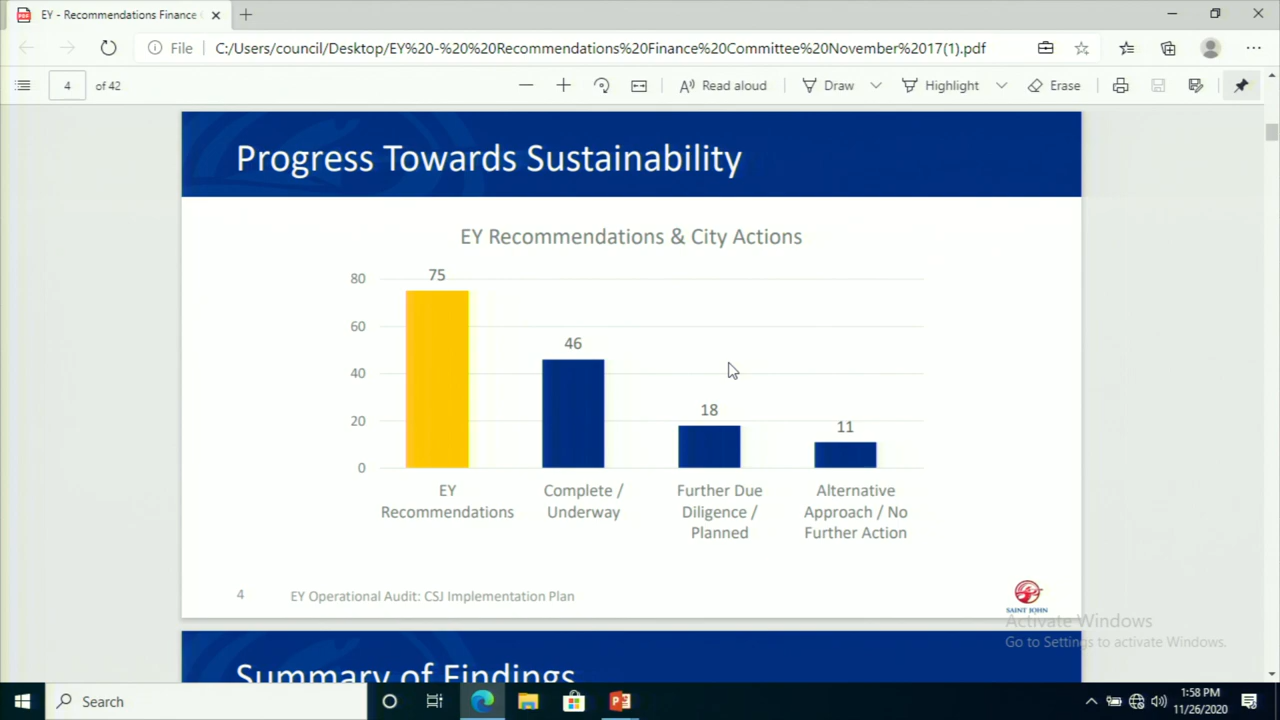 EY - Recommendations Finance
File
C:/Users/council/Desktop/EY%20-%20%20Recommendations%20Finance%20Committee%20November%2017(1).pdf
4 of 42
Read aloud
Draw
Highlight
Erase
Progress Towards Sustainability
EY Recommendations & City Actions
80
60
40
20
0
75
46
18
11
EY
Recommendations
Complete /
Underway
Further Due
Diligence /
Planned
Alternative
Approach / No
Further Action
4
EY Operational Audit: CSJ Implementation Plan
SAINT JOHN
Activate Windows
Go to Settings to activate Windows.
Summary of Findings
Search
1:58 PM
11/26/2020